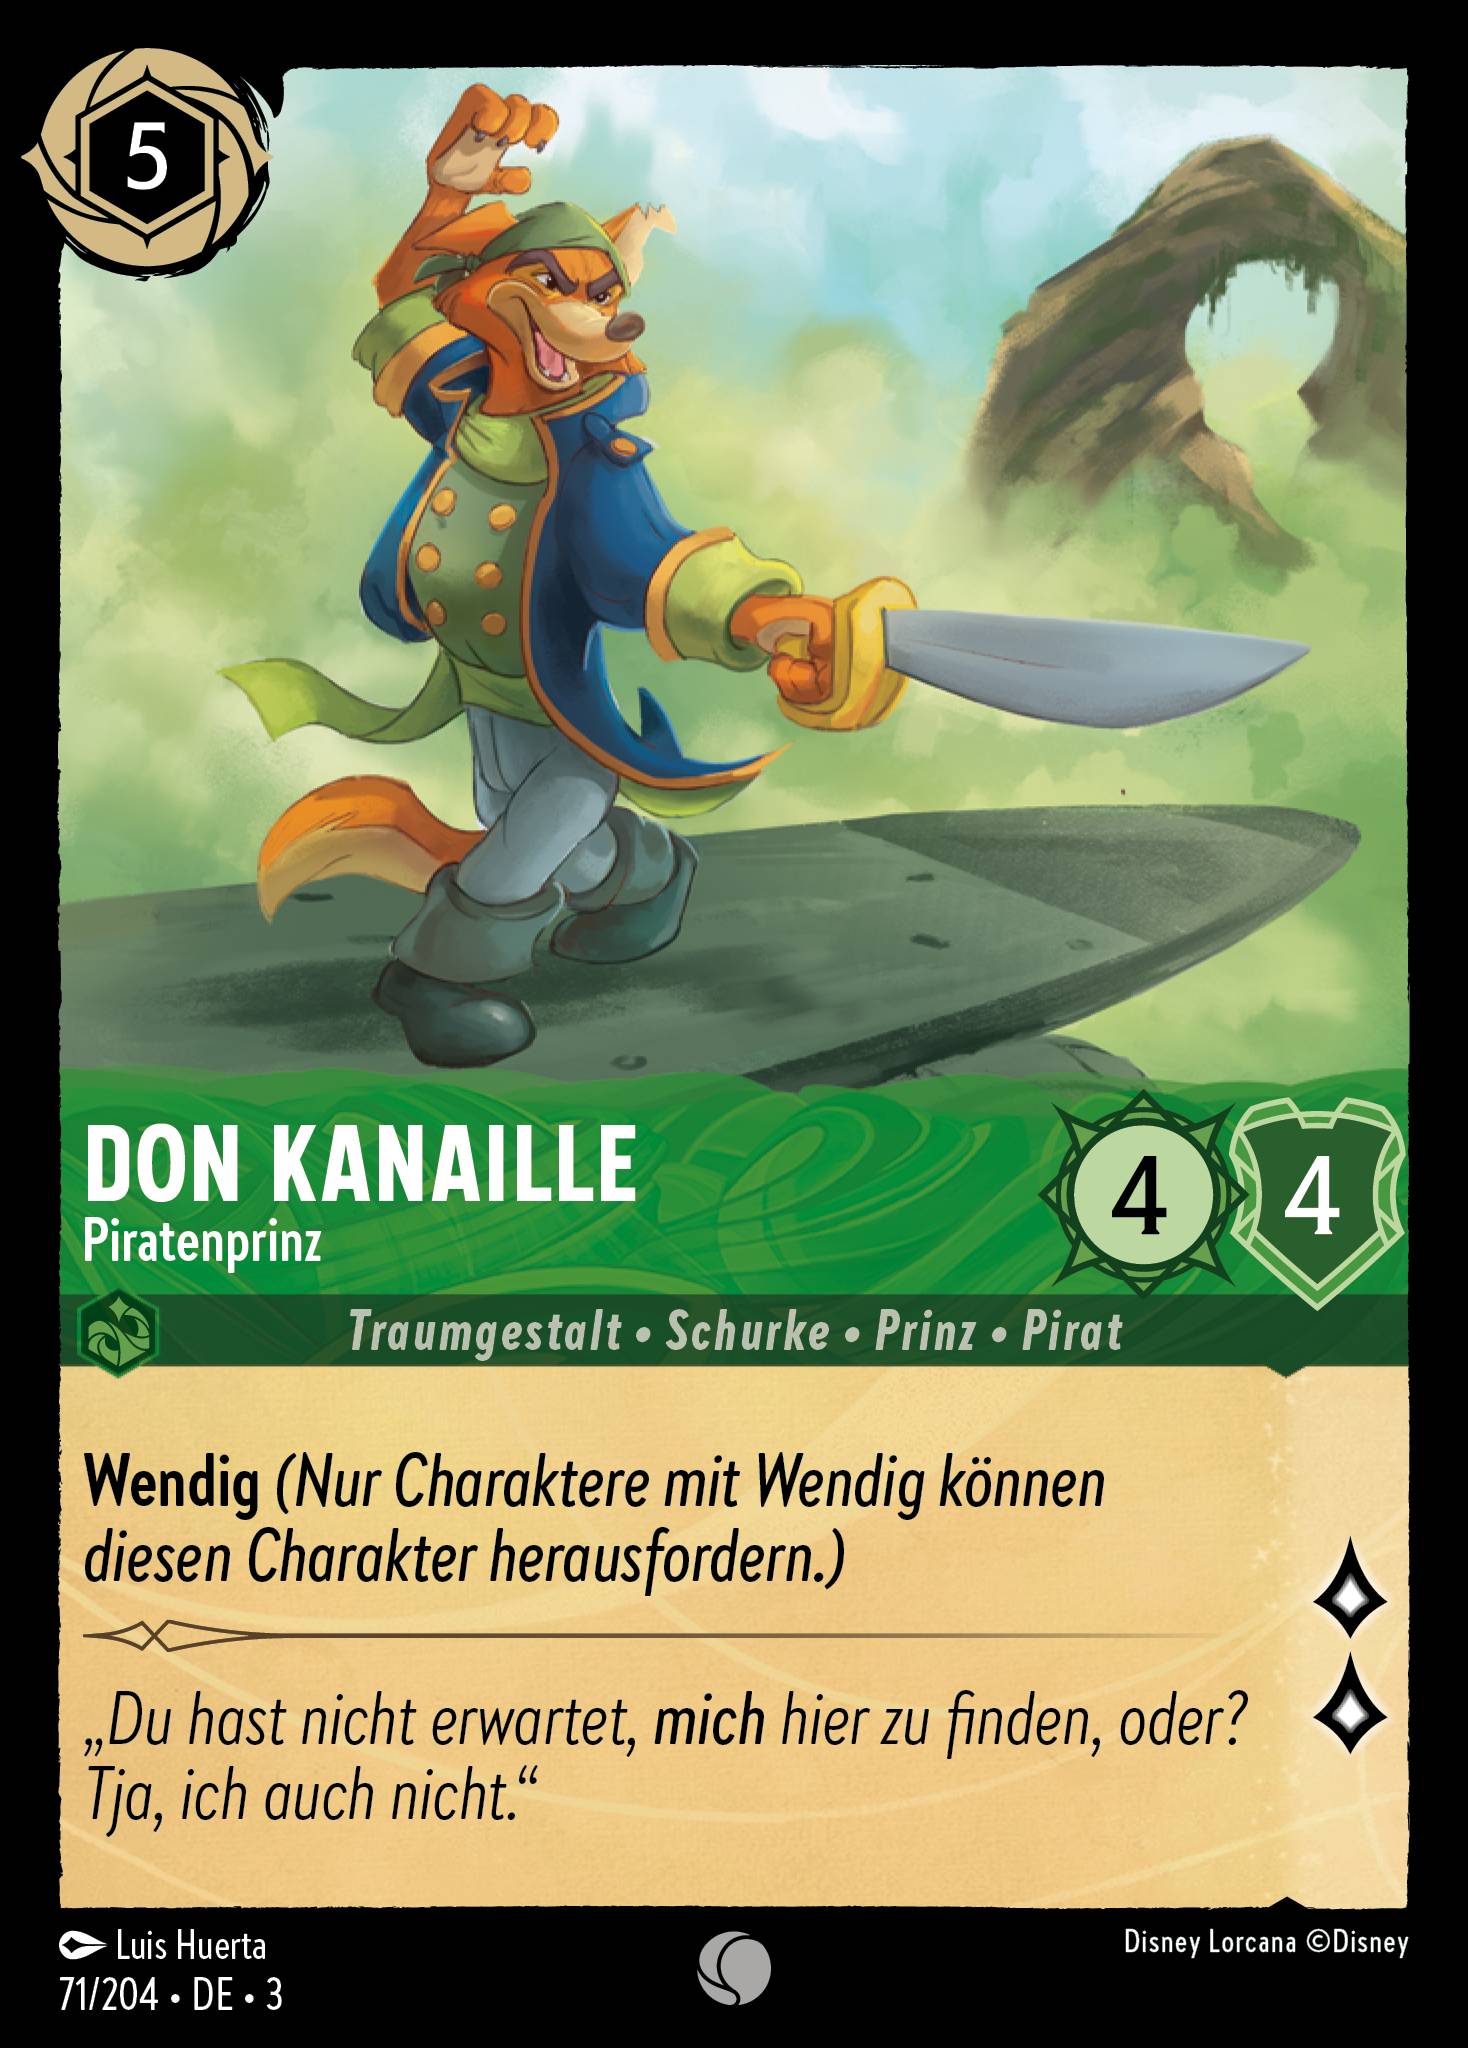 5
DON KANAILLE
Piratenprinz
4
4
Traumgestalt • Schurke • Prinz • Pirat
Wendig (Nur Charaktere mit Wendig können
diesen Charakter herausfordern.)
„Du hast nicht erwartet, mich hier zu finden, oder?
Tja, ich auch nicht.“
Luis Huerta
Disney Lorcana ©Disney
71/204 • DE • 3